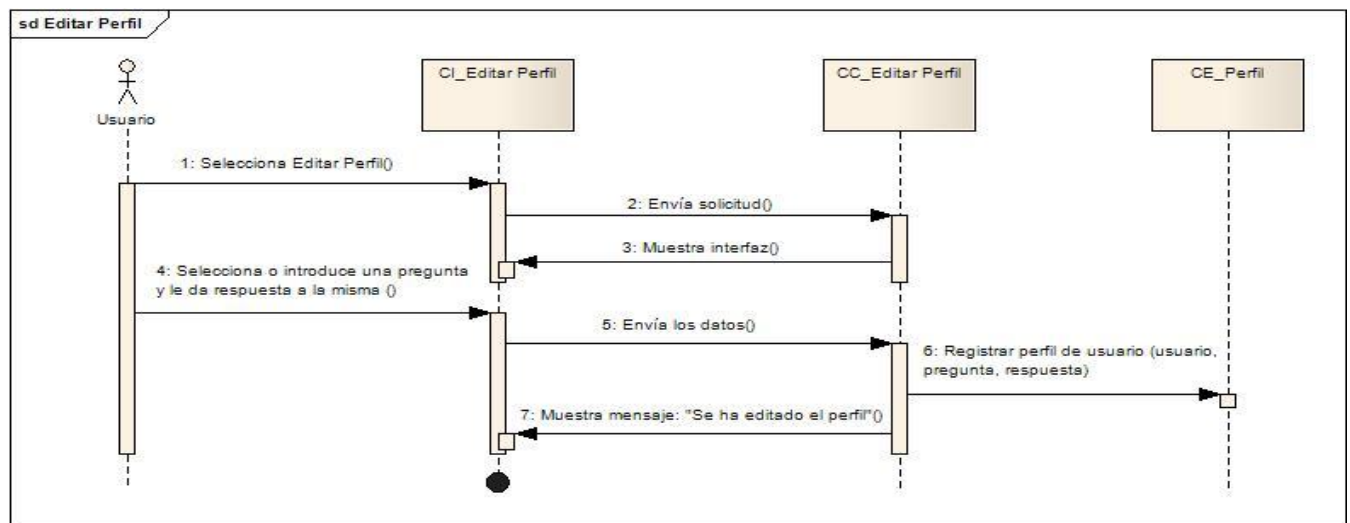 sd Editar Perfil
Usuario
CI_Editar Perfil
CC_Editar Perfil
CE_Perfil
1: Selecciona Editar Perfil()
2: Envía solicitud()
3: Muestra interfaz()
4: Selecciona o introduce una pregunta
y le da respuesta a la misma ()
5: Envía los datos()
6: Registrar perfil de usuario (usuario,
pregunta, respuesta)
7: Muestra mensaje: "Se ha editado el perfil"()